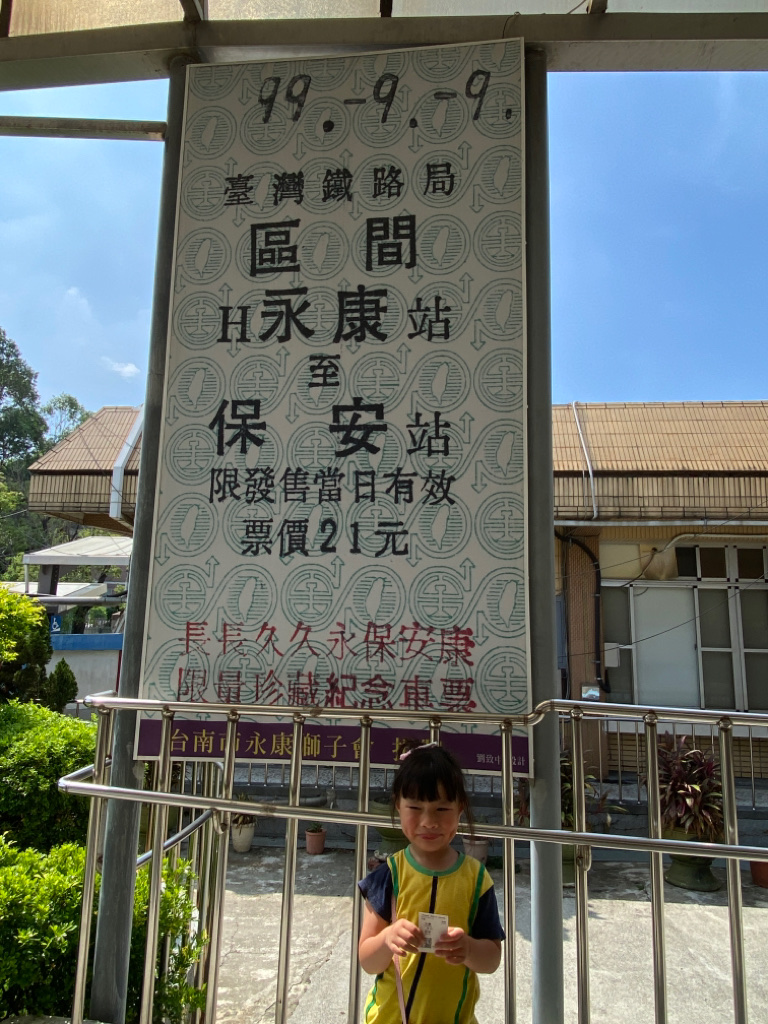 99.-9.-9.
臺灣鐵路局
區間
H永康站
至
保安站
限發售當日有效
票價21元
長長久久永保安康
限量珍藏紀念車票
台南市永康獅子會